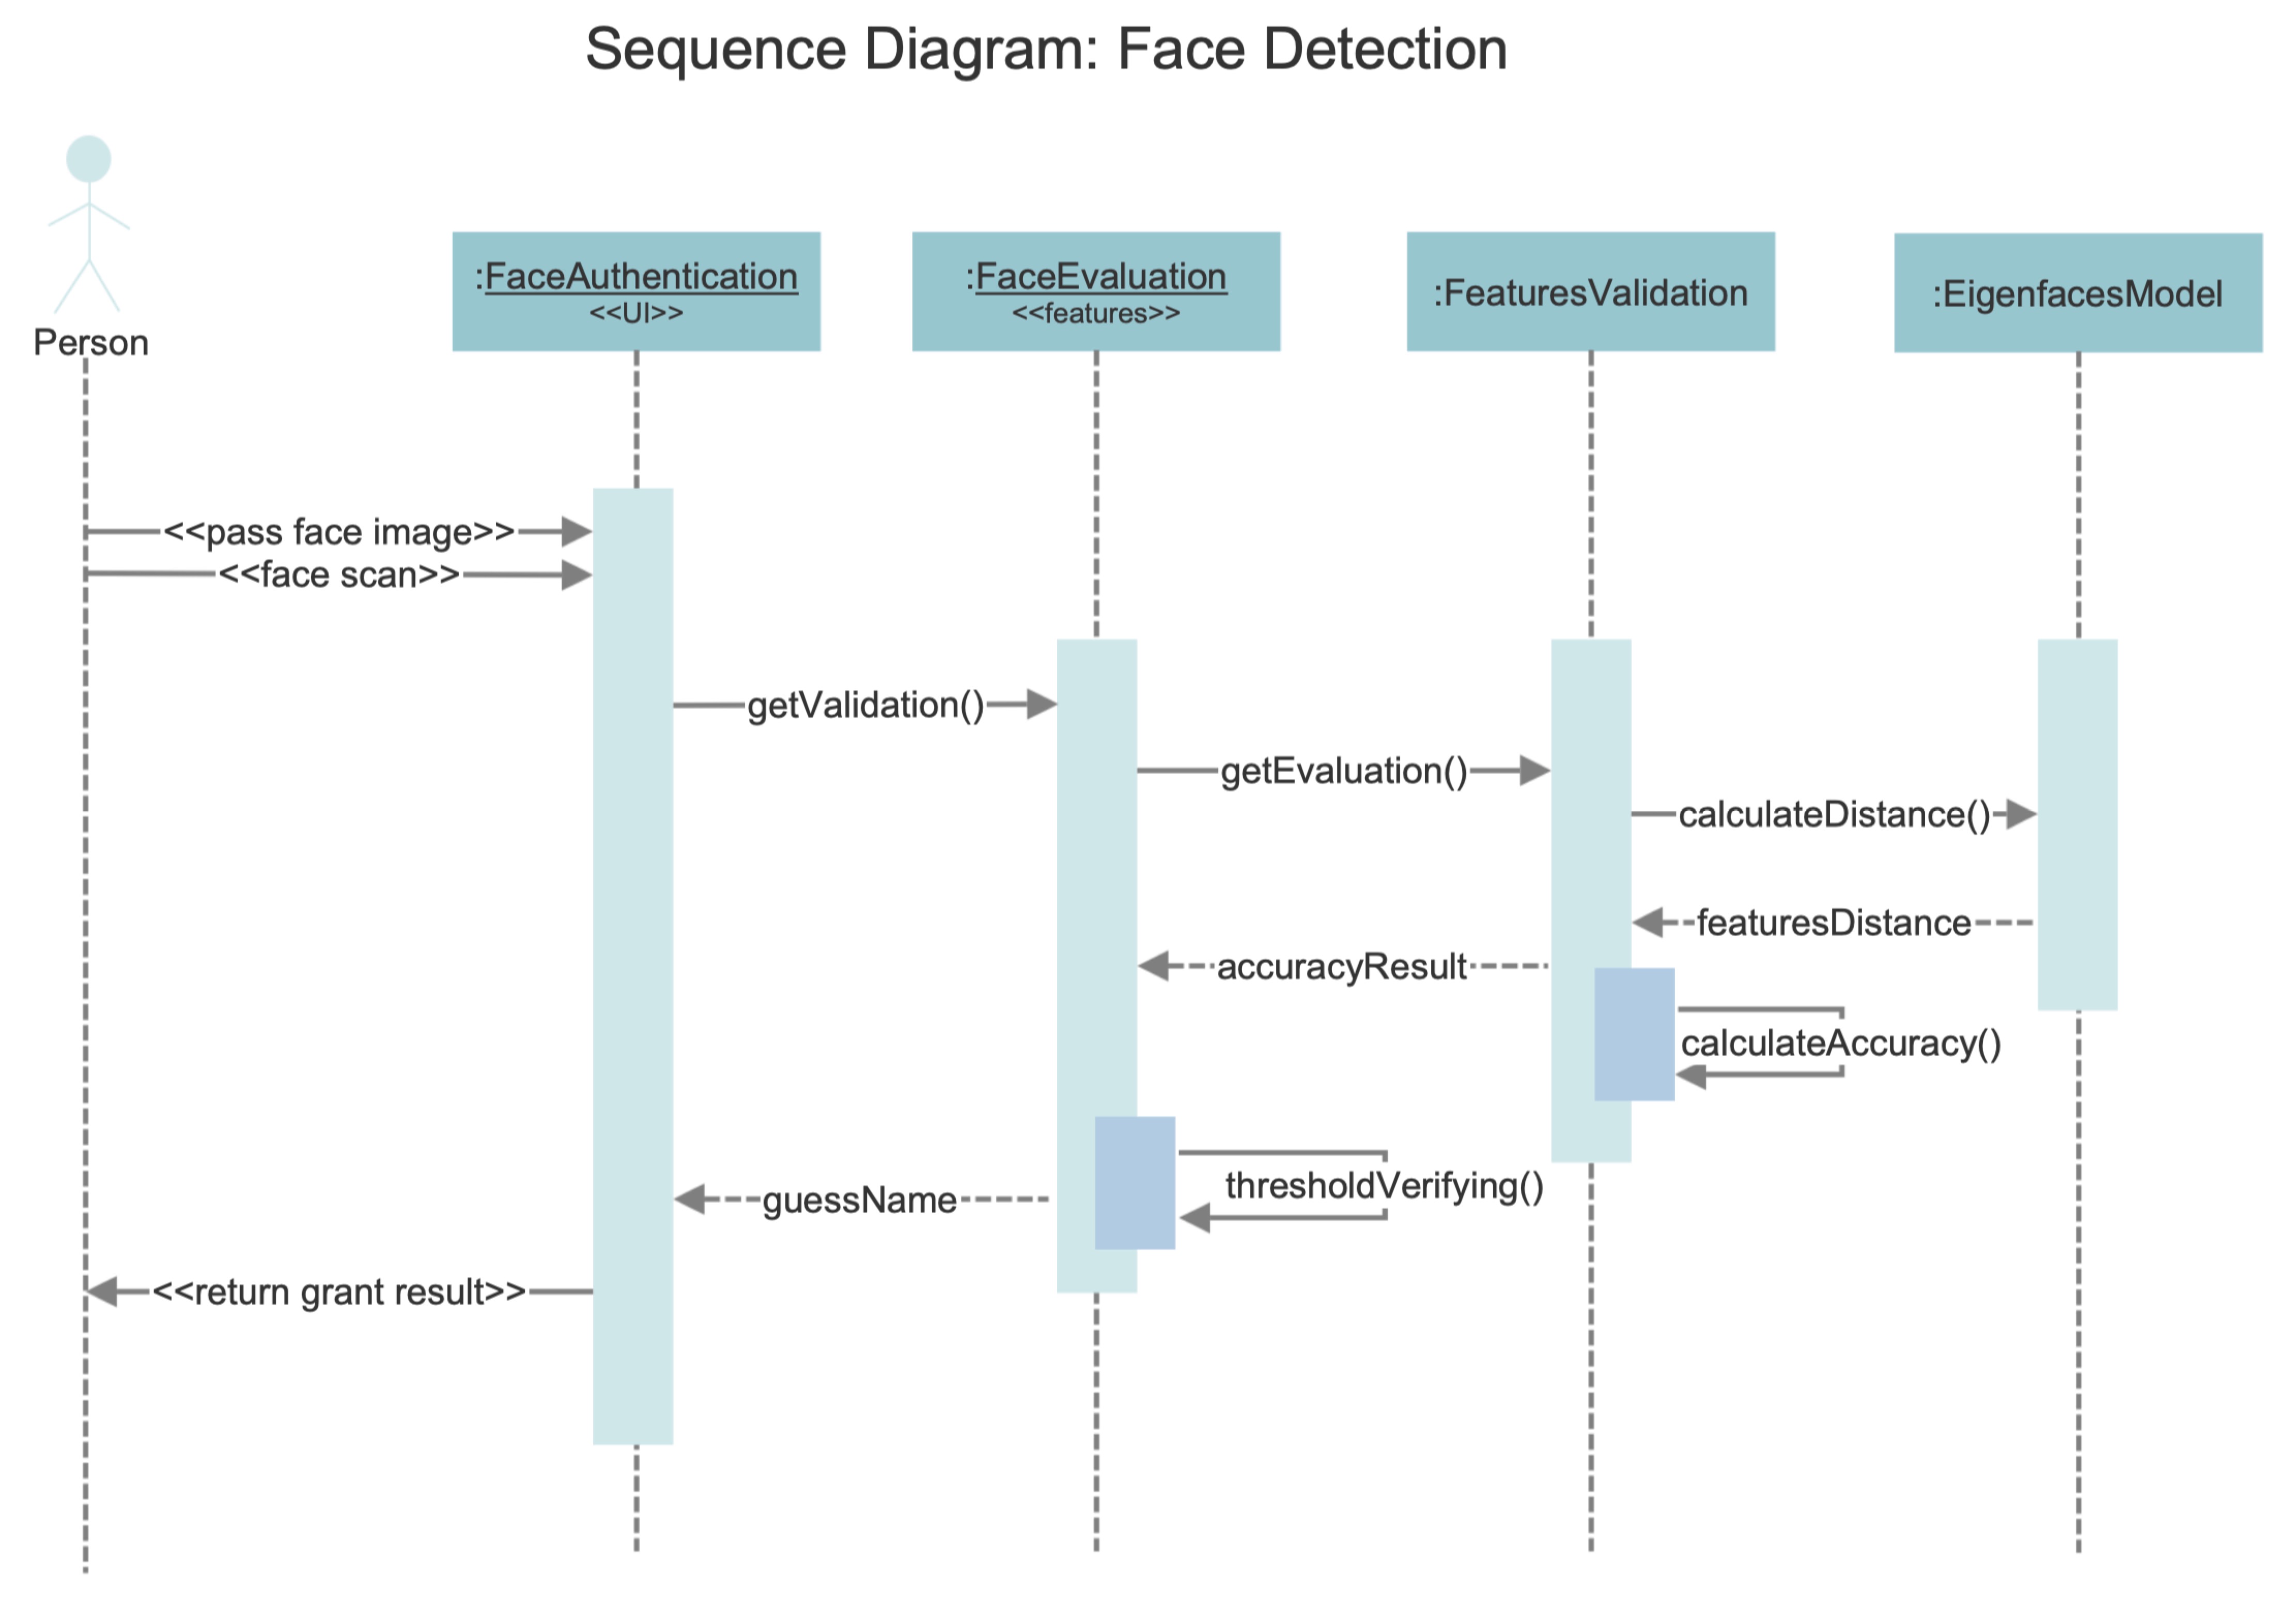 Sequence Diagram: Face Detection
Person
:FaceAuthentication
<<UI>>
:FaceEvaluation
<<features>>
:FeaturesValidation
:EigenfacesModel
<<pass face image>>
<<face scan>>
getValidation()
getEvaluation()
calculateDistance()
featuresDistance
accuracyResult
calculateAccuracy()
thresholdVerifying()
guessName
<<return grant result>>